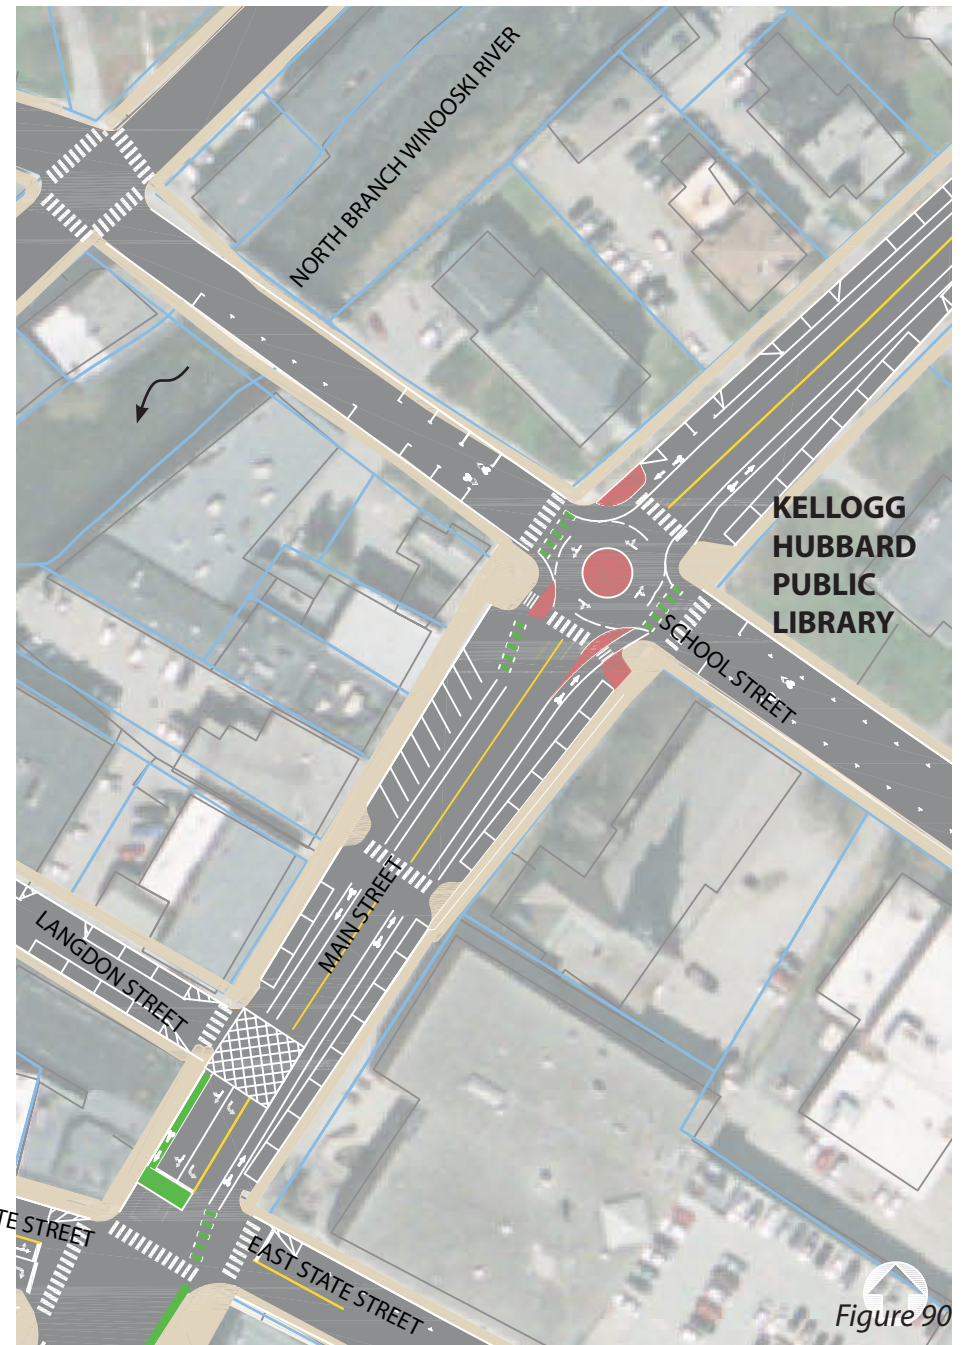 NORTH BRANCH WINOOSKI RIVER
KELLOGG
HUBBARD
PUBLIC
LIBRARY
SCHOOL STREET
MAIN STREET
LANGDON STREET
TE STREET
EAST STATE STREET
Figure 90